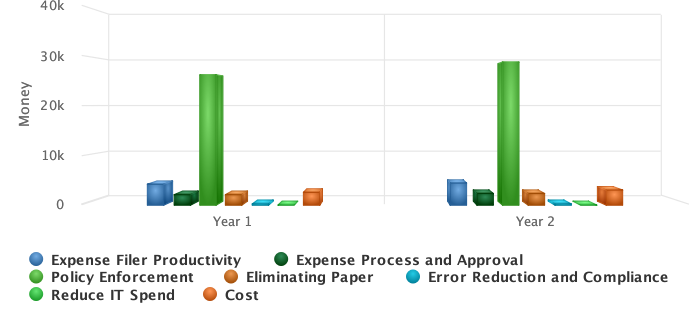 40k
30k
Money
20k
10k
0
Year 1 Year 2
Expense Filer Productivity Expense Process and Approval
Policy Enforcement Eliminating Paper Error Reduction and Compliance
Reduce IT Spend Cost